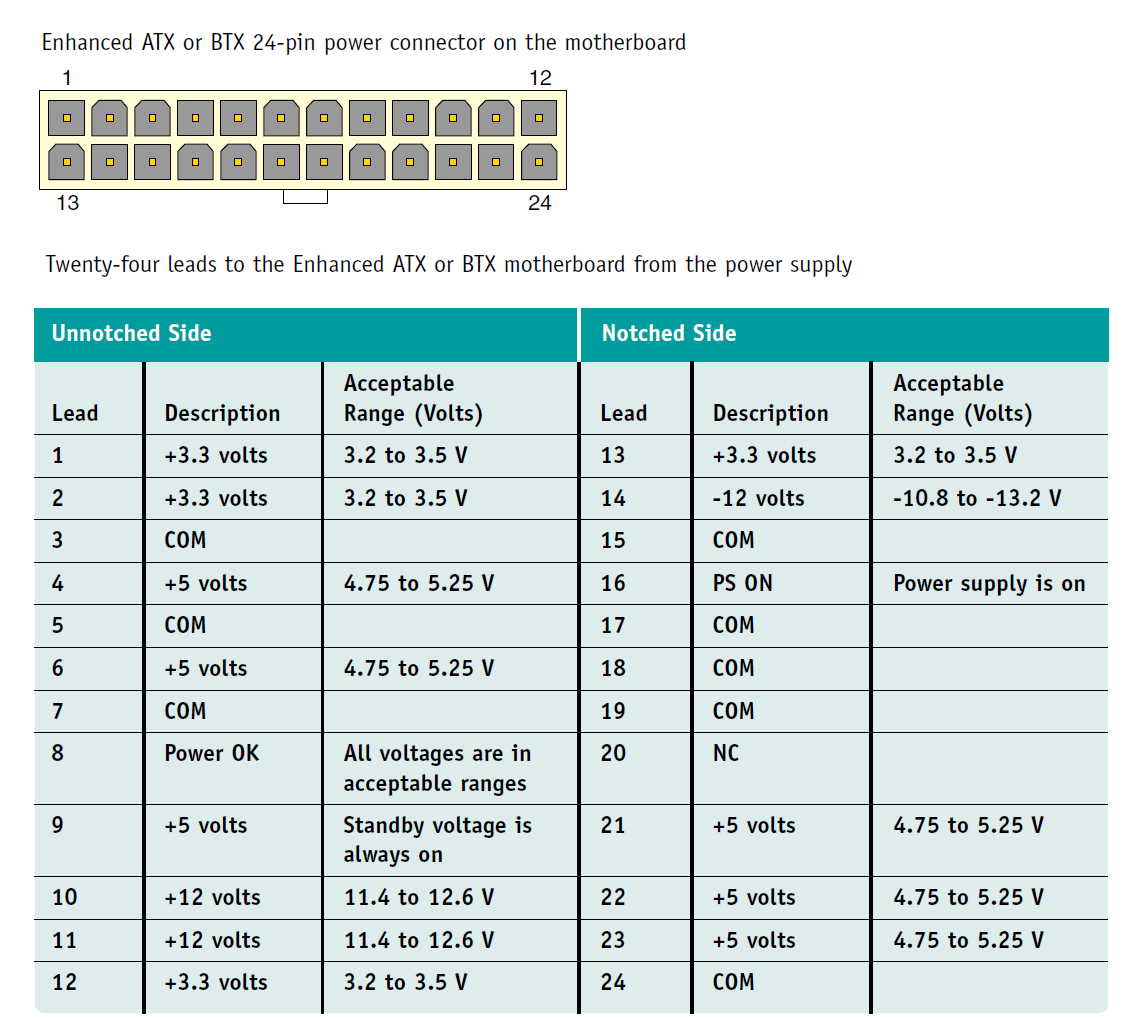 Enhanced ATX or BTX 24-pin power connector on the motherboard
1 12
13 24
Twenty-four leads to the Enhanced ATX or BTX motherboard from the power supply
Unnotched Side Notched Side
Lead Description Acceptable Range (Volts) Lead Description Acceptable Range (Volts)
1 +3.3 volts 3.2 to 3.5 V 13 +3.3 volts 3.2 to 3.5 V
2 +3.3 volts 3.2 to 3.5 V 14 -12 volts -10.8 to -13.2 V
3 COM 15 COM
4 +5 volts 4.75 to 5.25 V 16 PS ON Power supply is on
5 COM 17 COM
6 +5 volts 4.75 to 5.25 V 18 COM
7 COM 19 COM
8 Power OK All voltages are in acceptable ranges 20 NC
9 +5 volts Standby voltage is always on 21 +5 volts 4.75 to 5.25 V
10 +12 volts 11.4 to 12.6 V 22 +5 volts 4.75 to 5.25 V
11 +12 volts 11.4 to 12.6 V 23 +5 volts 4.75 to 5.25 V
12 +3.3 volts 3.2 to 3.5 V 24 COM